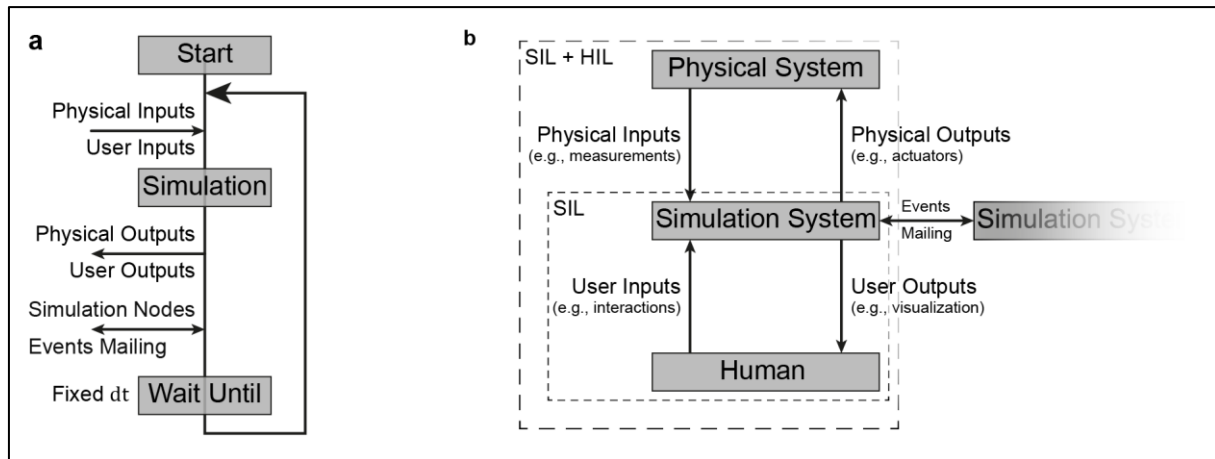 a
Start
Physical Inputs
User Inputs
Simulation
Physical Outputs
User Outputs
Simulation Nodes
Events Mailing
Fixed dt
Wait Until
b
SIL + HIL
Physical System
Physical Inputs
(e.g., measurements)
Physical Outputs
(e.g., actuators)
SIL
Simulation System
Events
Mailing
Simulation Syst
User Inputs
(e.g., interactions)
User Outputs
(e.g., visualization)
Human